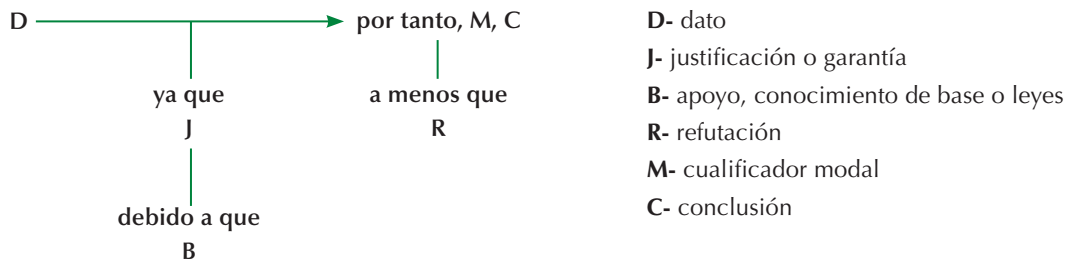 D
por tanto, M, C
ya que
J
a menos que
R
debido a que
B
D- dato
J- justificación o garantía
B- apoyo, conocimiento de base o leyes
R- refutación
M- cualificador modal
C- conclusión